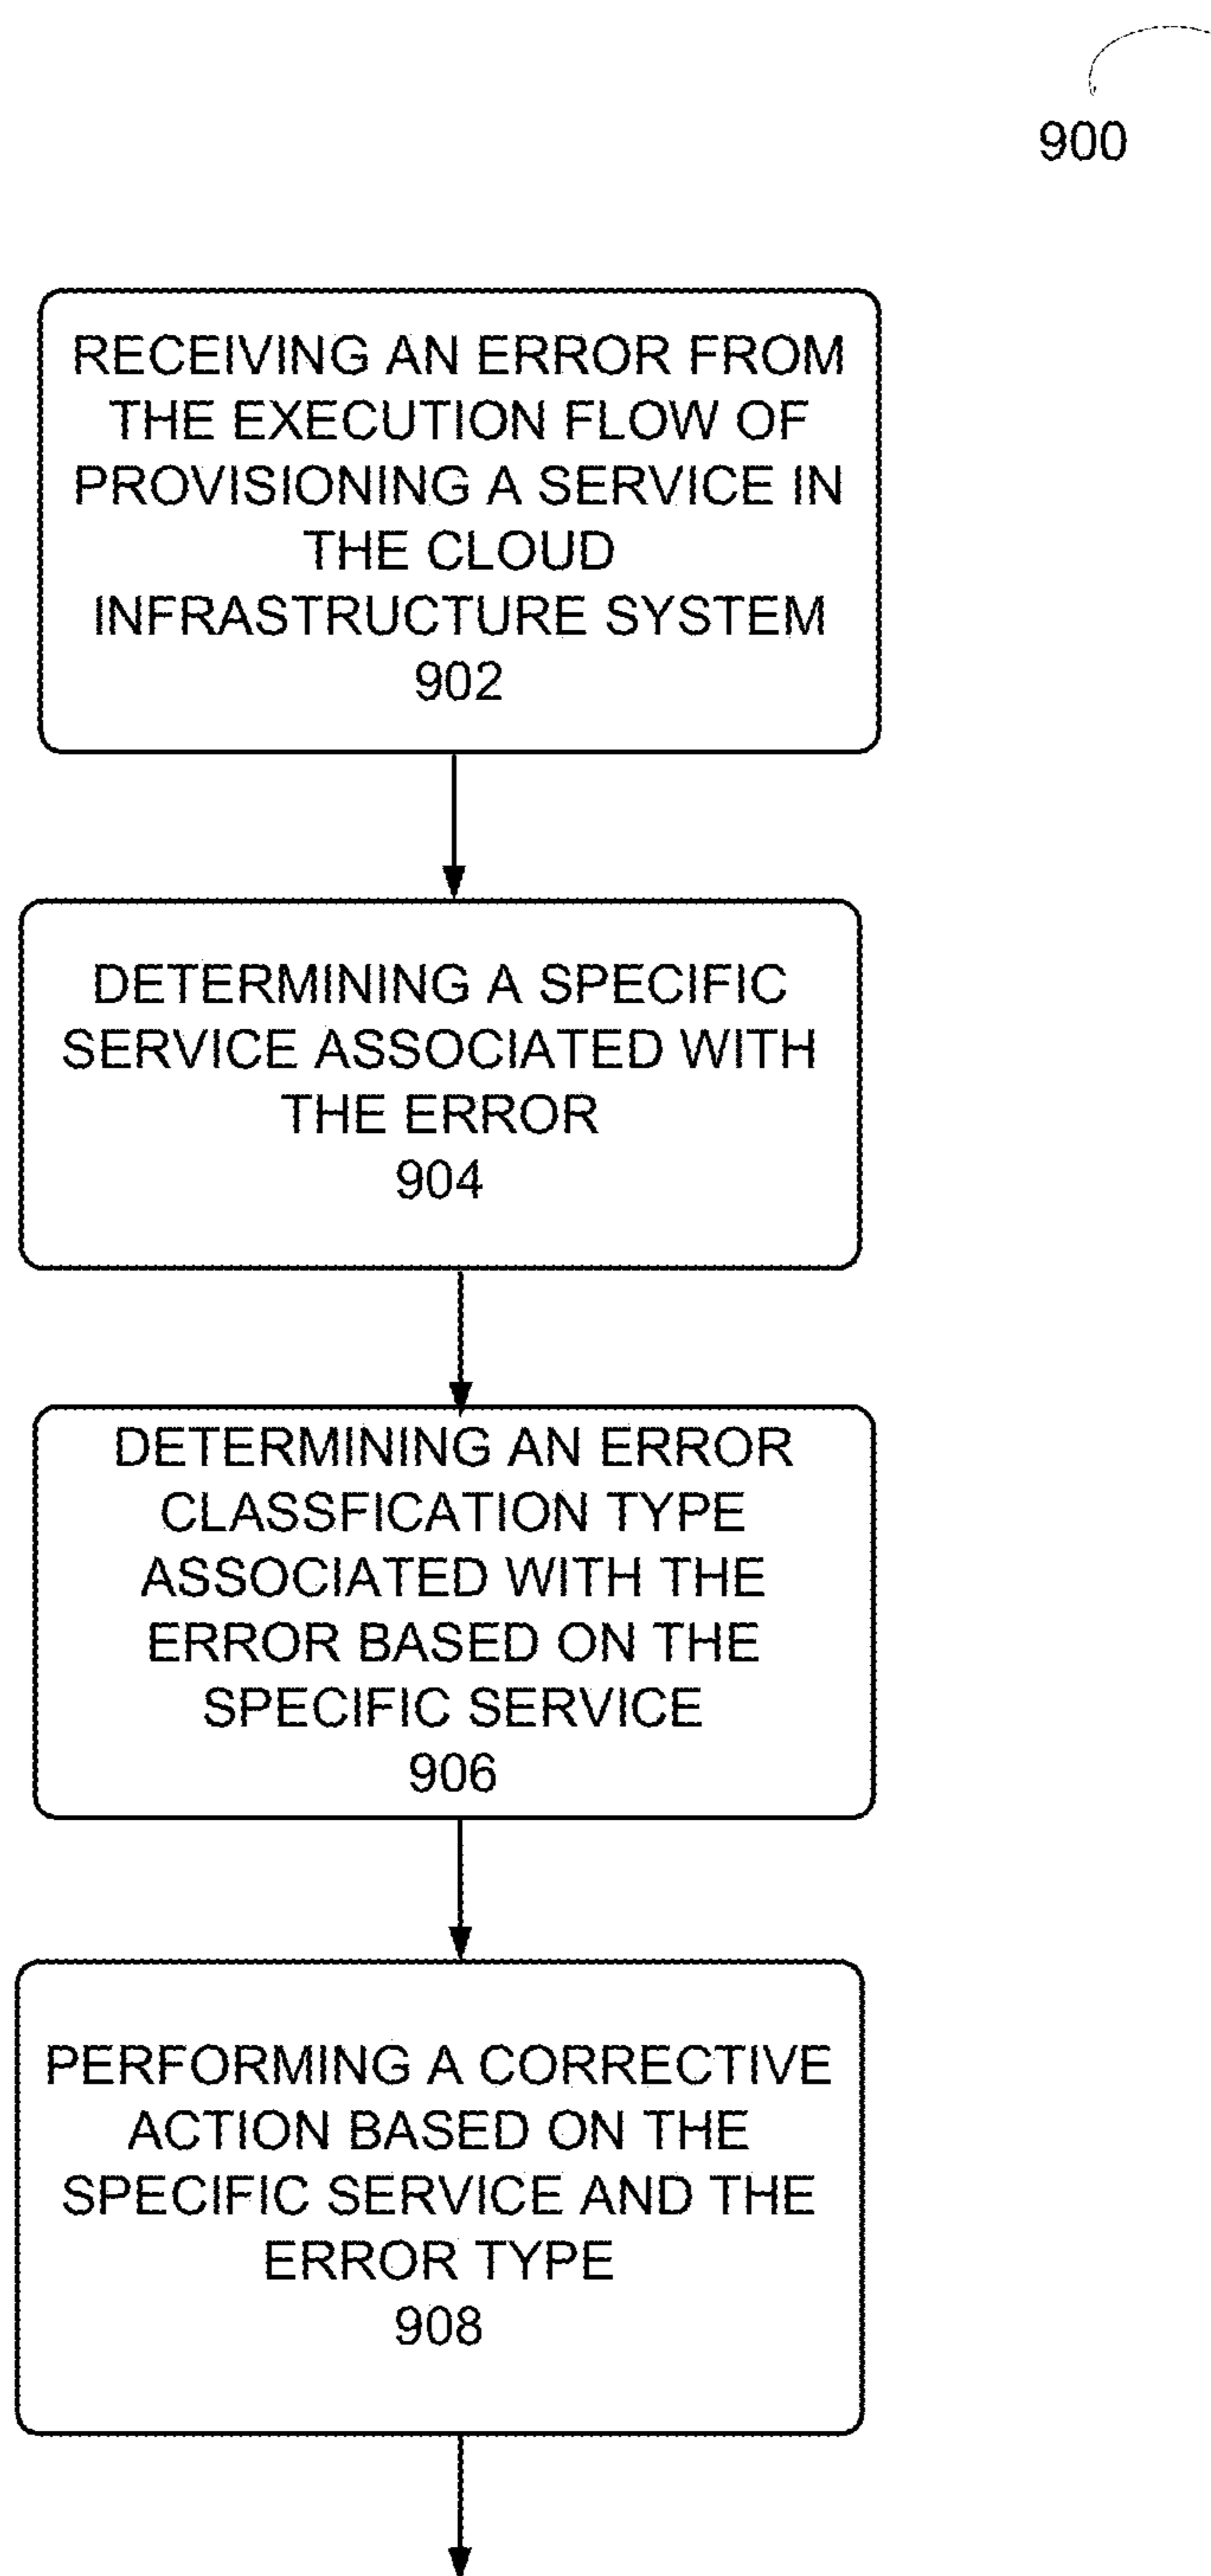 900
RECEIVING AN ERROR FROM
THE EXECUTION FLOW OF
PROVISIONING A SERVICE IN
THE CLOUD
INFRASTRUCTURE SYSTEM
902
DETERMINING A SPECIFIC
SERVICE ASSOCIATED WITH
THE ERROR
904
DETERMINING AN ERROR
CLASSFICATION TYPE
ASSOCIATED WITH THE
ERROR BASED ON THE
SPECIFIC SERVICE
906
PERFORMING A CORRECTIVE
ACTION BASED ON THE
SPECIFIC SERVICE AND THE
ERROR TYPE
908